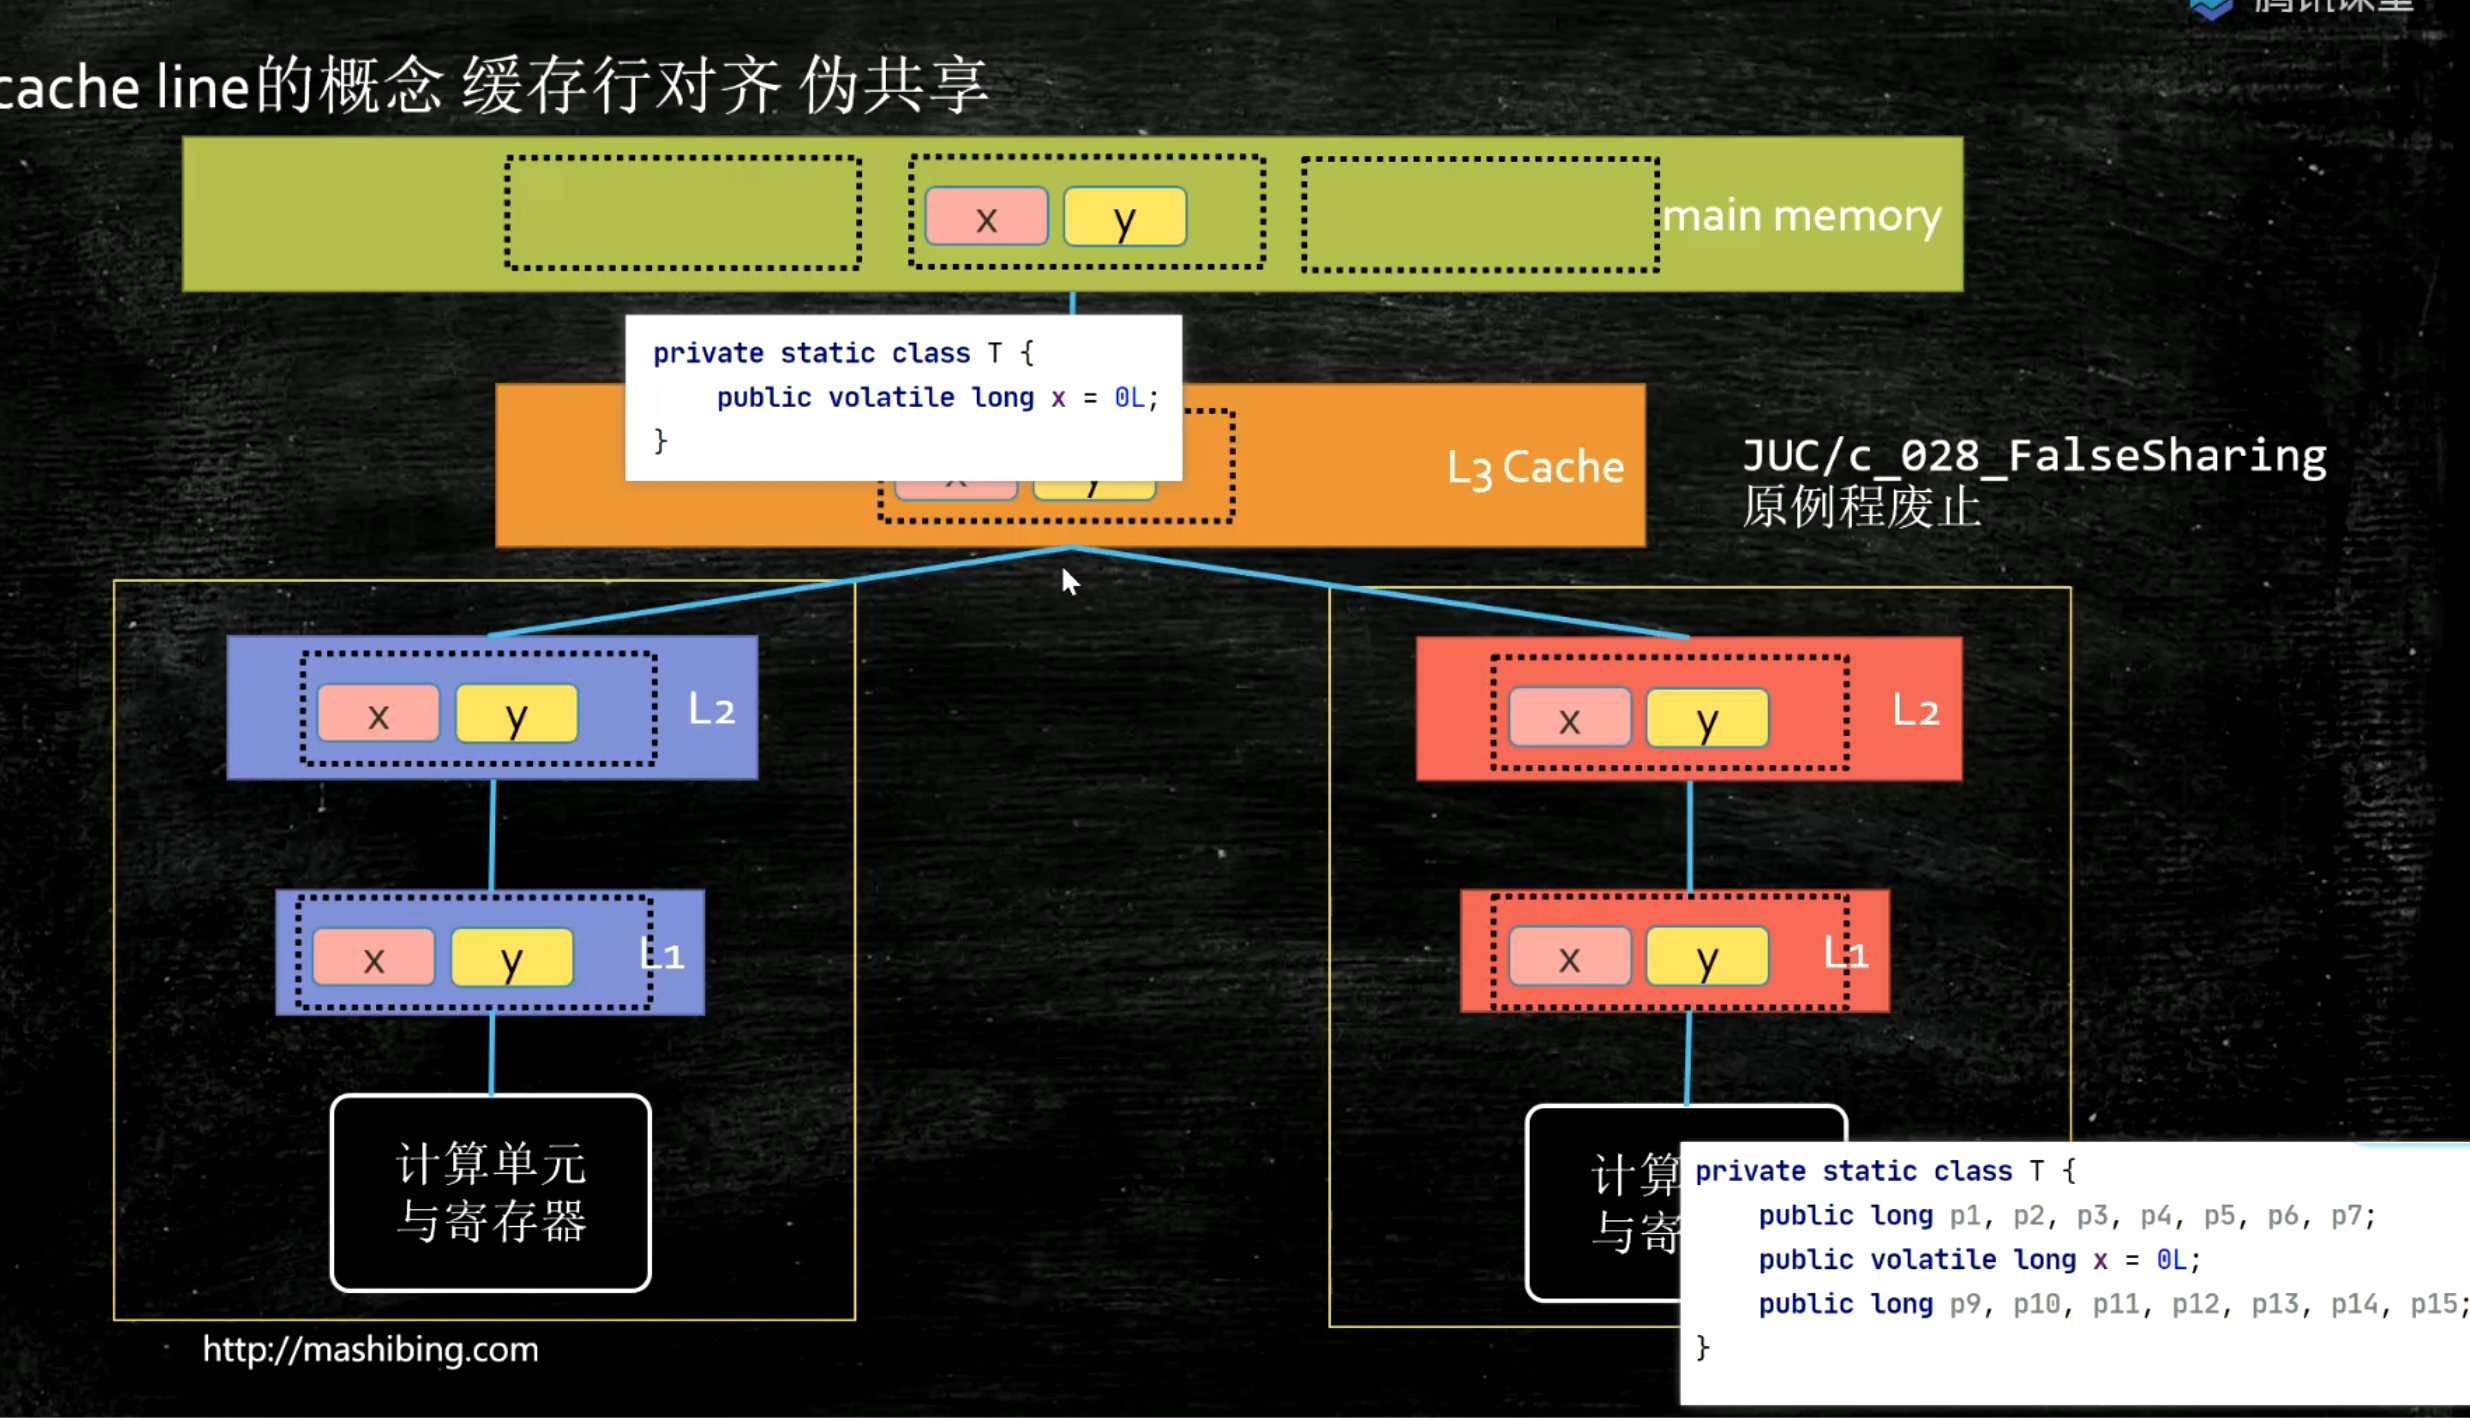 腾讯课堂
cache line的概念 缓存行对齐 伪共享
x y
main memory
private static class T {
public volatile long x = 0L;
}
x y
L3 Cache
JUC/c_028_FalseSharing
原例程废止
x y
L2
x y
L2
x y
L1
x y
L1
计算单元
与寄存器
计算
与寄
private static class T {
public long p1, p2, p3, p4, p5, p6, p7;
public volatile long x = 0L;
public long p9, p10, p11, p12, p13, p14, p15;
}
http://mashibing.com